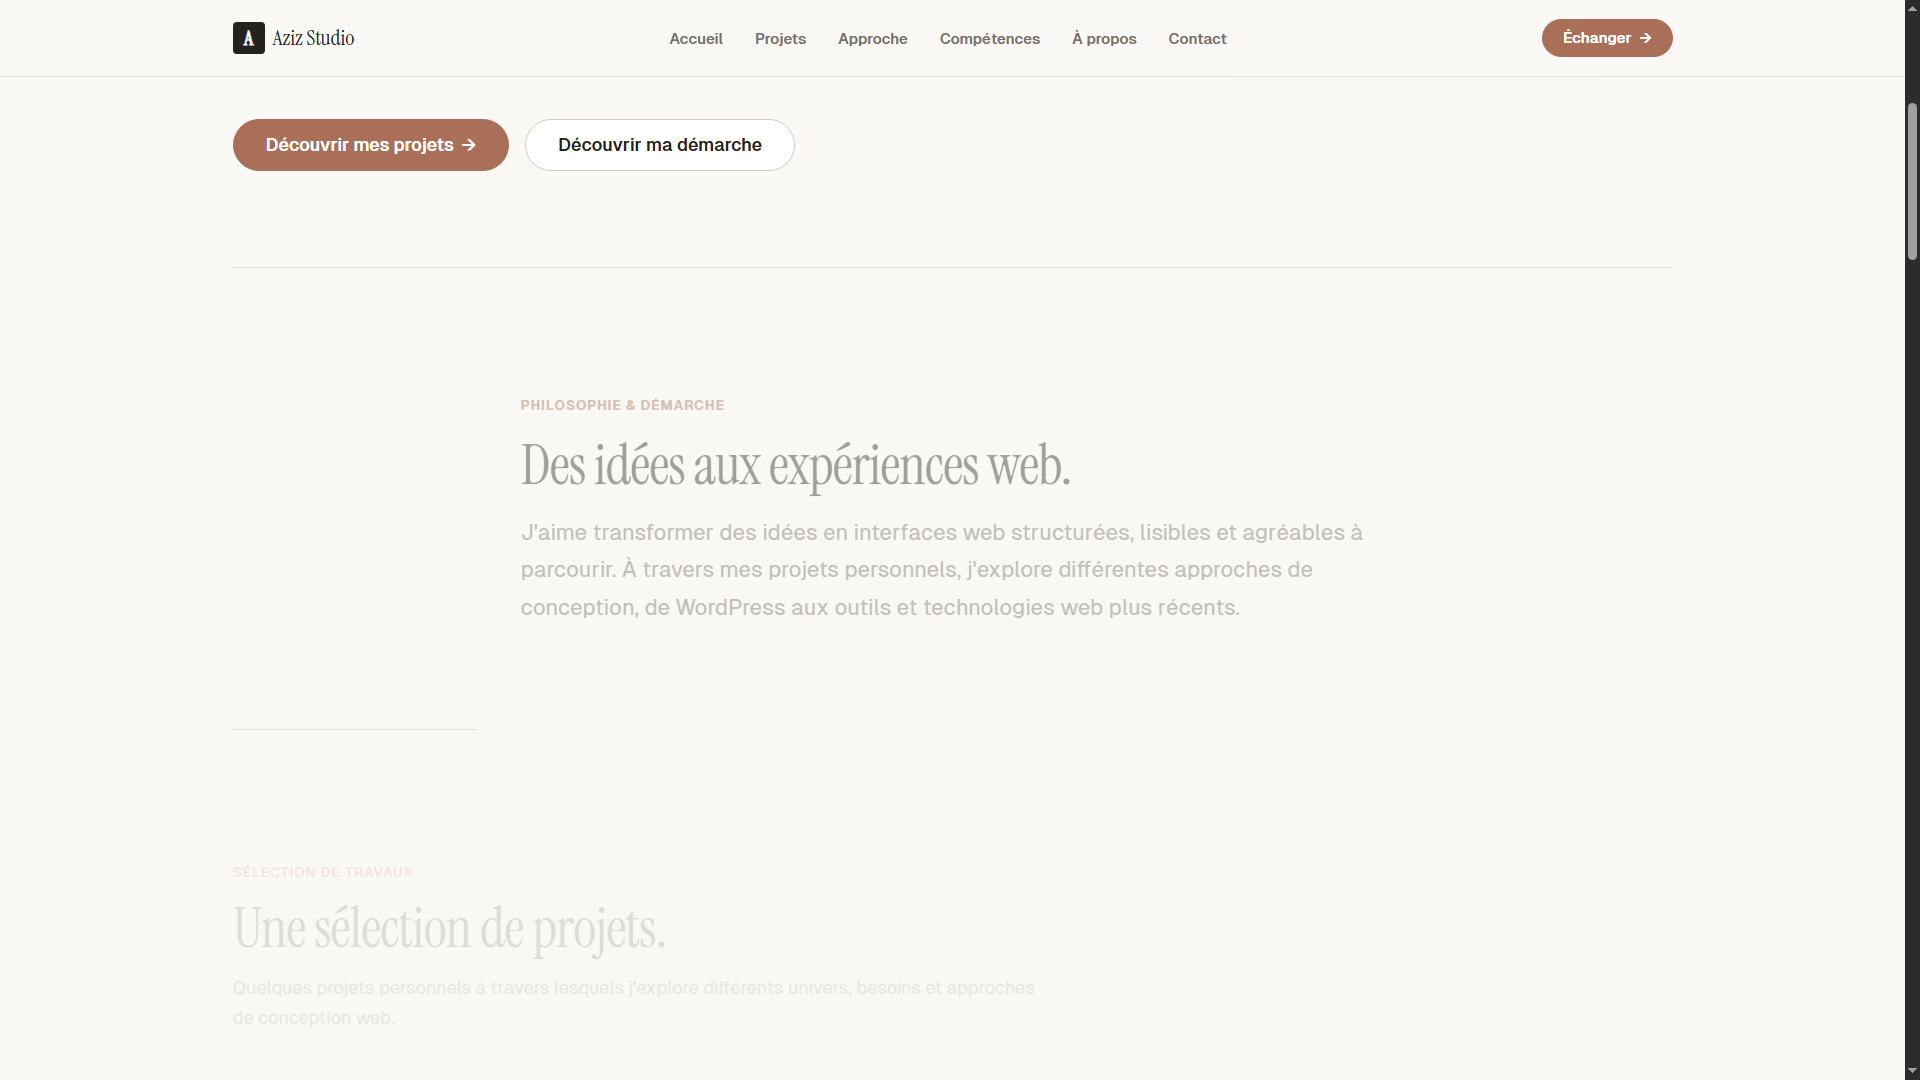 A Aziz Studio
Accueil Projets Approche Compétences À propos Contact
Échanger →
Découvrir mes projets → Découvrir ma démarche
PHILOSOPHIE & DÉMARCHE
Des idées aux expériences web.
J'aime transformer des idées en interfaces web structurées, lisibles et agréables à
parcourir. À travers mes projets personnels, j'explore différentes approches de
conception, de WordPress aux outils et technologies web plus récents.
SÉLECTION DE TRAVAUX
Une sélection de projets.
Quelques projets personnels à travers lesquels j'explore différents univers, besoins et approches
de conception web.